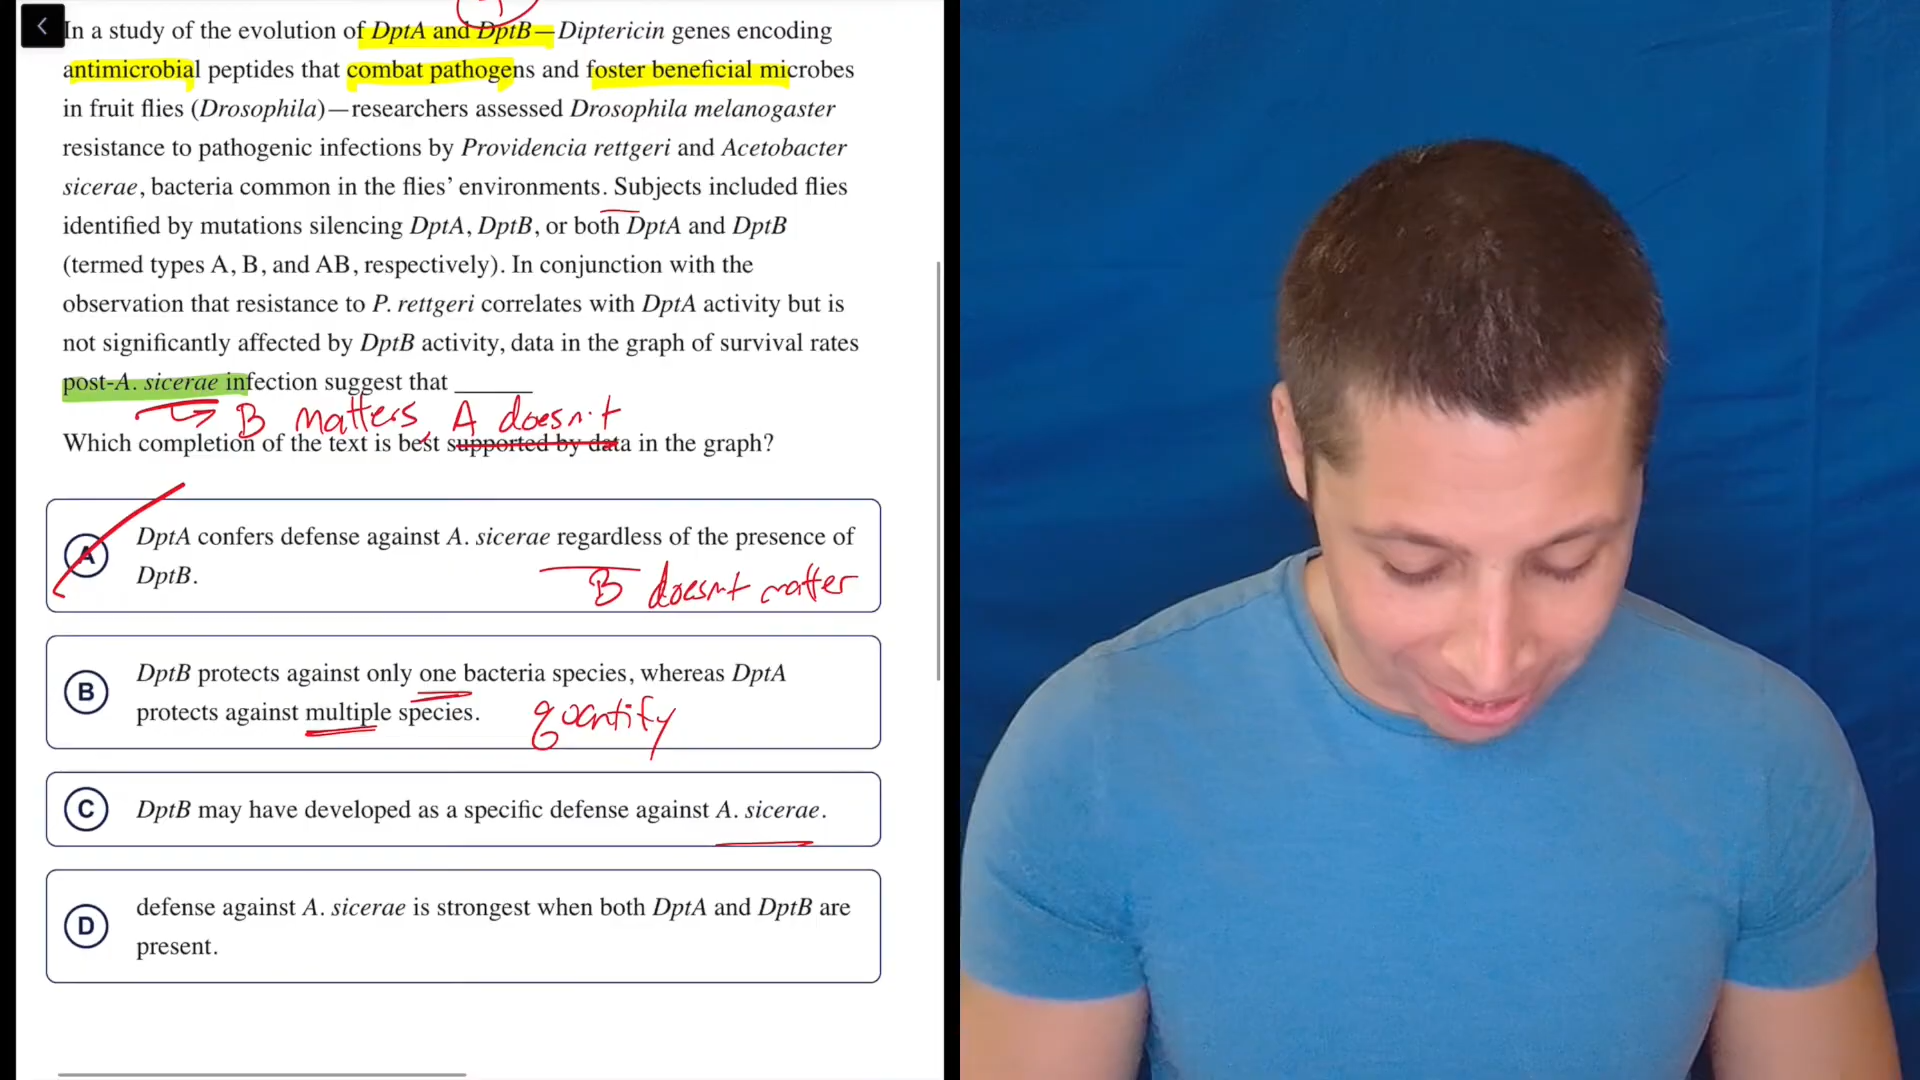 In a study of the evolution of DptA and DptB—Diptericin genes encoding
antimicrobial peptides that combat pathogens and foster beneficial microbes
in fruit flies (Drosophila)—researchers assessed Drosophila melanogaster
resistance to pathogenic infections by Providencia rettgeri and Acetobacter
sicerae, bacteria common in the flies' environments. Subjects included flies
identified by mutations silencing DptA, DptB, or both DptA and DptB
(termed types A, B, and AB, respectively). In conjunction with the
observation that resistance to P. rettgeri correlates with DptA activity but is
not significantly affected by DptB activity, data in the graph of survival rates
post-A. sicerae infection suggest that ______
B matters, A doesn't
Which completion of the text is best supported by data in the graph?
A
DptA confers defense against A. sicerae regardless of the presence of
DptB.
B doesn't matter
B
DptB protects against only one bacteria species, whereas DptA
protects against multiple species.
quantify
C
DptB may have developed as a specific defense against A. sicerae.
D
defense against A. sicerae is strongest when both DptA and DptB are
present.